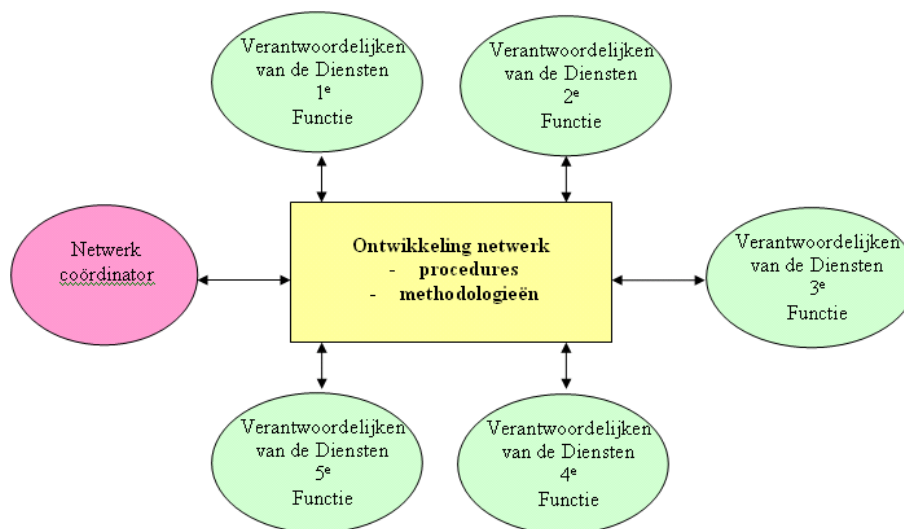 Verantwoordelijken
van de Diensten
1e
Functie
Verantwoordelijken
van de Diensten
2e
Functie
Netwerk
coördinator
Ontwikkeling netwerk
- procedures
- methodologieën
Verantwoordelijken
van de Diensten
3e
Functie
Verantwoordelijken
van de Diensten
5e
Functie
Verantwoordelijken
van de Diensten
4e
Functie